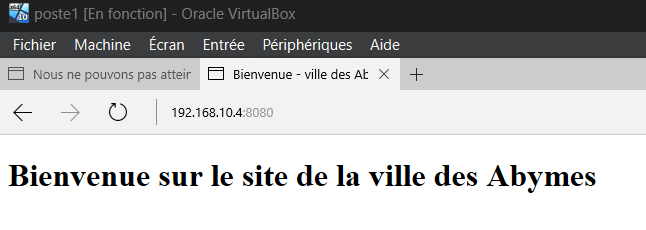 poste1 [En fonction] - Oracle VirtualBox
Fichier Machine Écran Entrée Périphériques Aide
Nous ne pouvons pas atteir Bienvenue - ville des Ab
192.168.10.4:8080
Bienvenue sur le site de la ville des Abymes